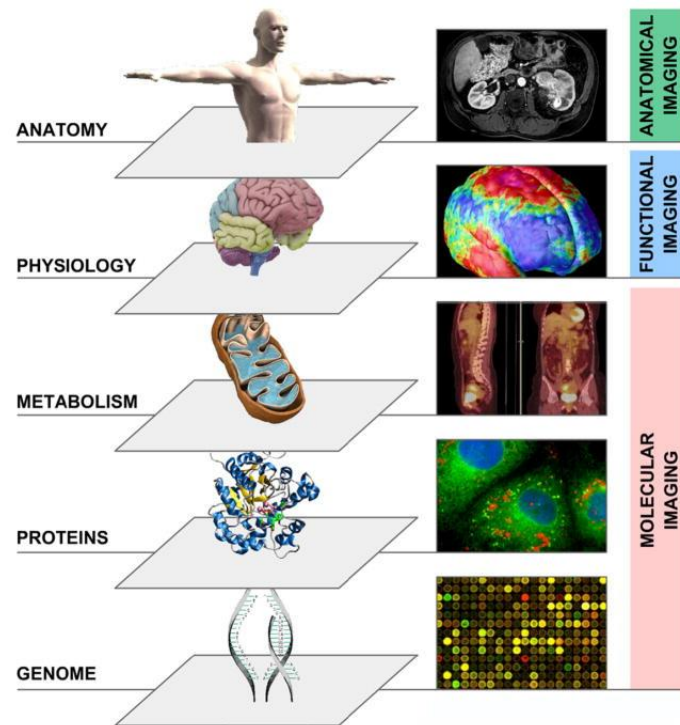 ANATOMY
ANATOMICAL
IMAGING
PHYSIOLOGY
FUNCTIONAL
IMAGING
METABOLISM
PROTEINS
GENOME
MOLECULAR
IMAGING